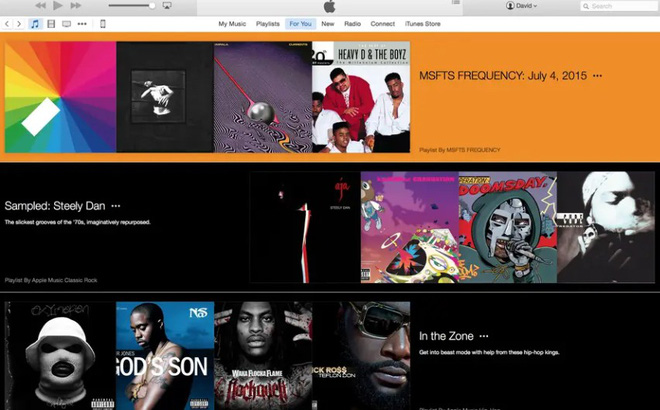 David
Search
My Music
Playlists
For You
New
Radio
Connect
iTunes Store
HEAVY D & THE BOYZ
MSFTS FREQUENCY: July 4, 2015 •••
Playlist By MSFTS FREQUENCY
Sampled: Steely Dan •••
The slickest grooves of the '70s, imaginatively repurposed.
Playlist By Apple Music Classic Rock
aja
STEELY DAN
DOOMSDAY
OXYMORON
NAS
GOD'S SON
WAKA FLOCKA FLAME
Flockaveli
RICK ROSS
TEFLON DON
In the Zone •••
Get into beast mode with help from these hip-hop kings.